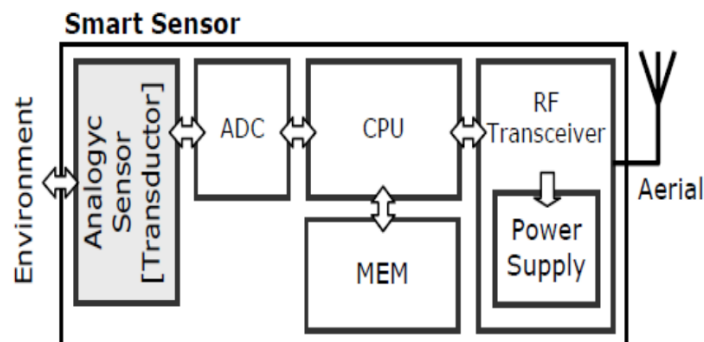 Smart Sensor
Environment
Analogyc
Sensor
[Transductor]
ADC
CPU
MEM
RF
Transceiver
Power
Supply
Aerial